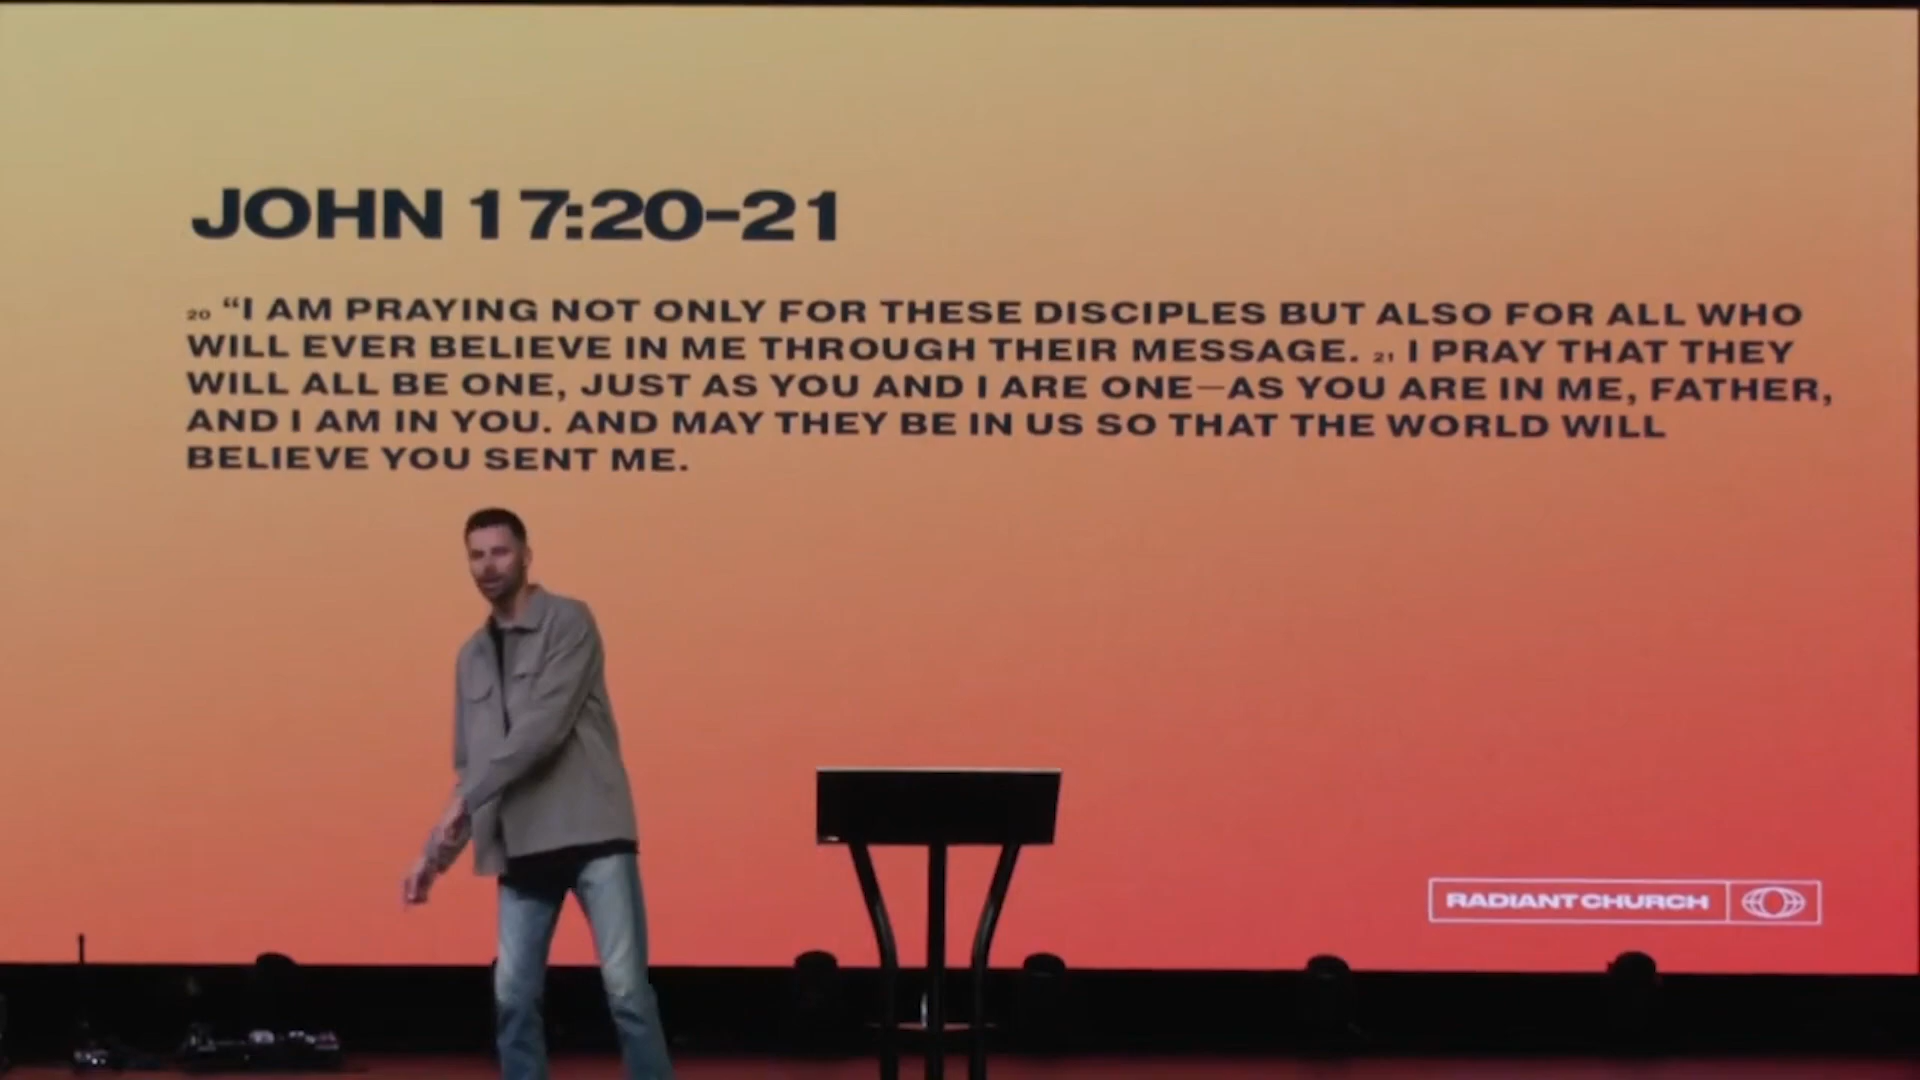 JOHN 17:20-21
20 “I AM PRAYING NOT ONLY FOR THESE DISCIPLES BUT ALSO FOR ALL WHO
WILL EVER BELIEVE IN ME THROUGH THEIR MESSAGE. 21 I PRAY THAT THEY
WILL ALL BE ONE, JUST AS YOU AND I ARE ONE—AS YOU ARE IN ME, FATHER,
AND I AM IN YOU. AND MAY THEY BE IN US SO THAT THE WORLD WILL
BELIEVE YOU SENT ME.
RADIANT CHURCH